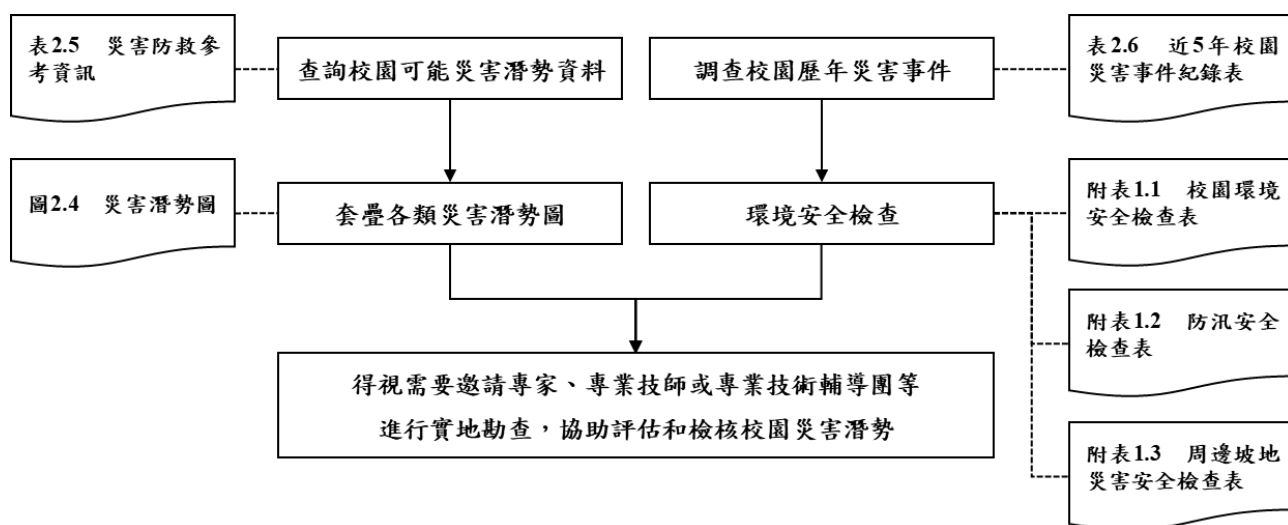 表2.5 災害防救參
考資訊
查詢校園可能災害潛勢資料
調查校園歷年災害事件
表2.6 近5年校園
災害事件紀錄表
圖2.4 災害潛勢圖
套疊各類災害潛勢圖
環境安全檢查
附表1.1 校園環境
安全檢查表
附表1.2 防汛安全
檢查表
得視需要邀請專家、專業技師或專業技術輔導團等
進行實地勘查，協助評估和檢核校園災害潛勢
附表1.3 周邊坡地
災害安全檢查表